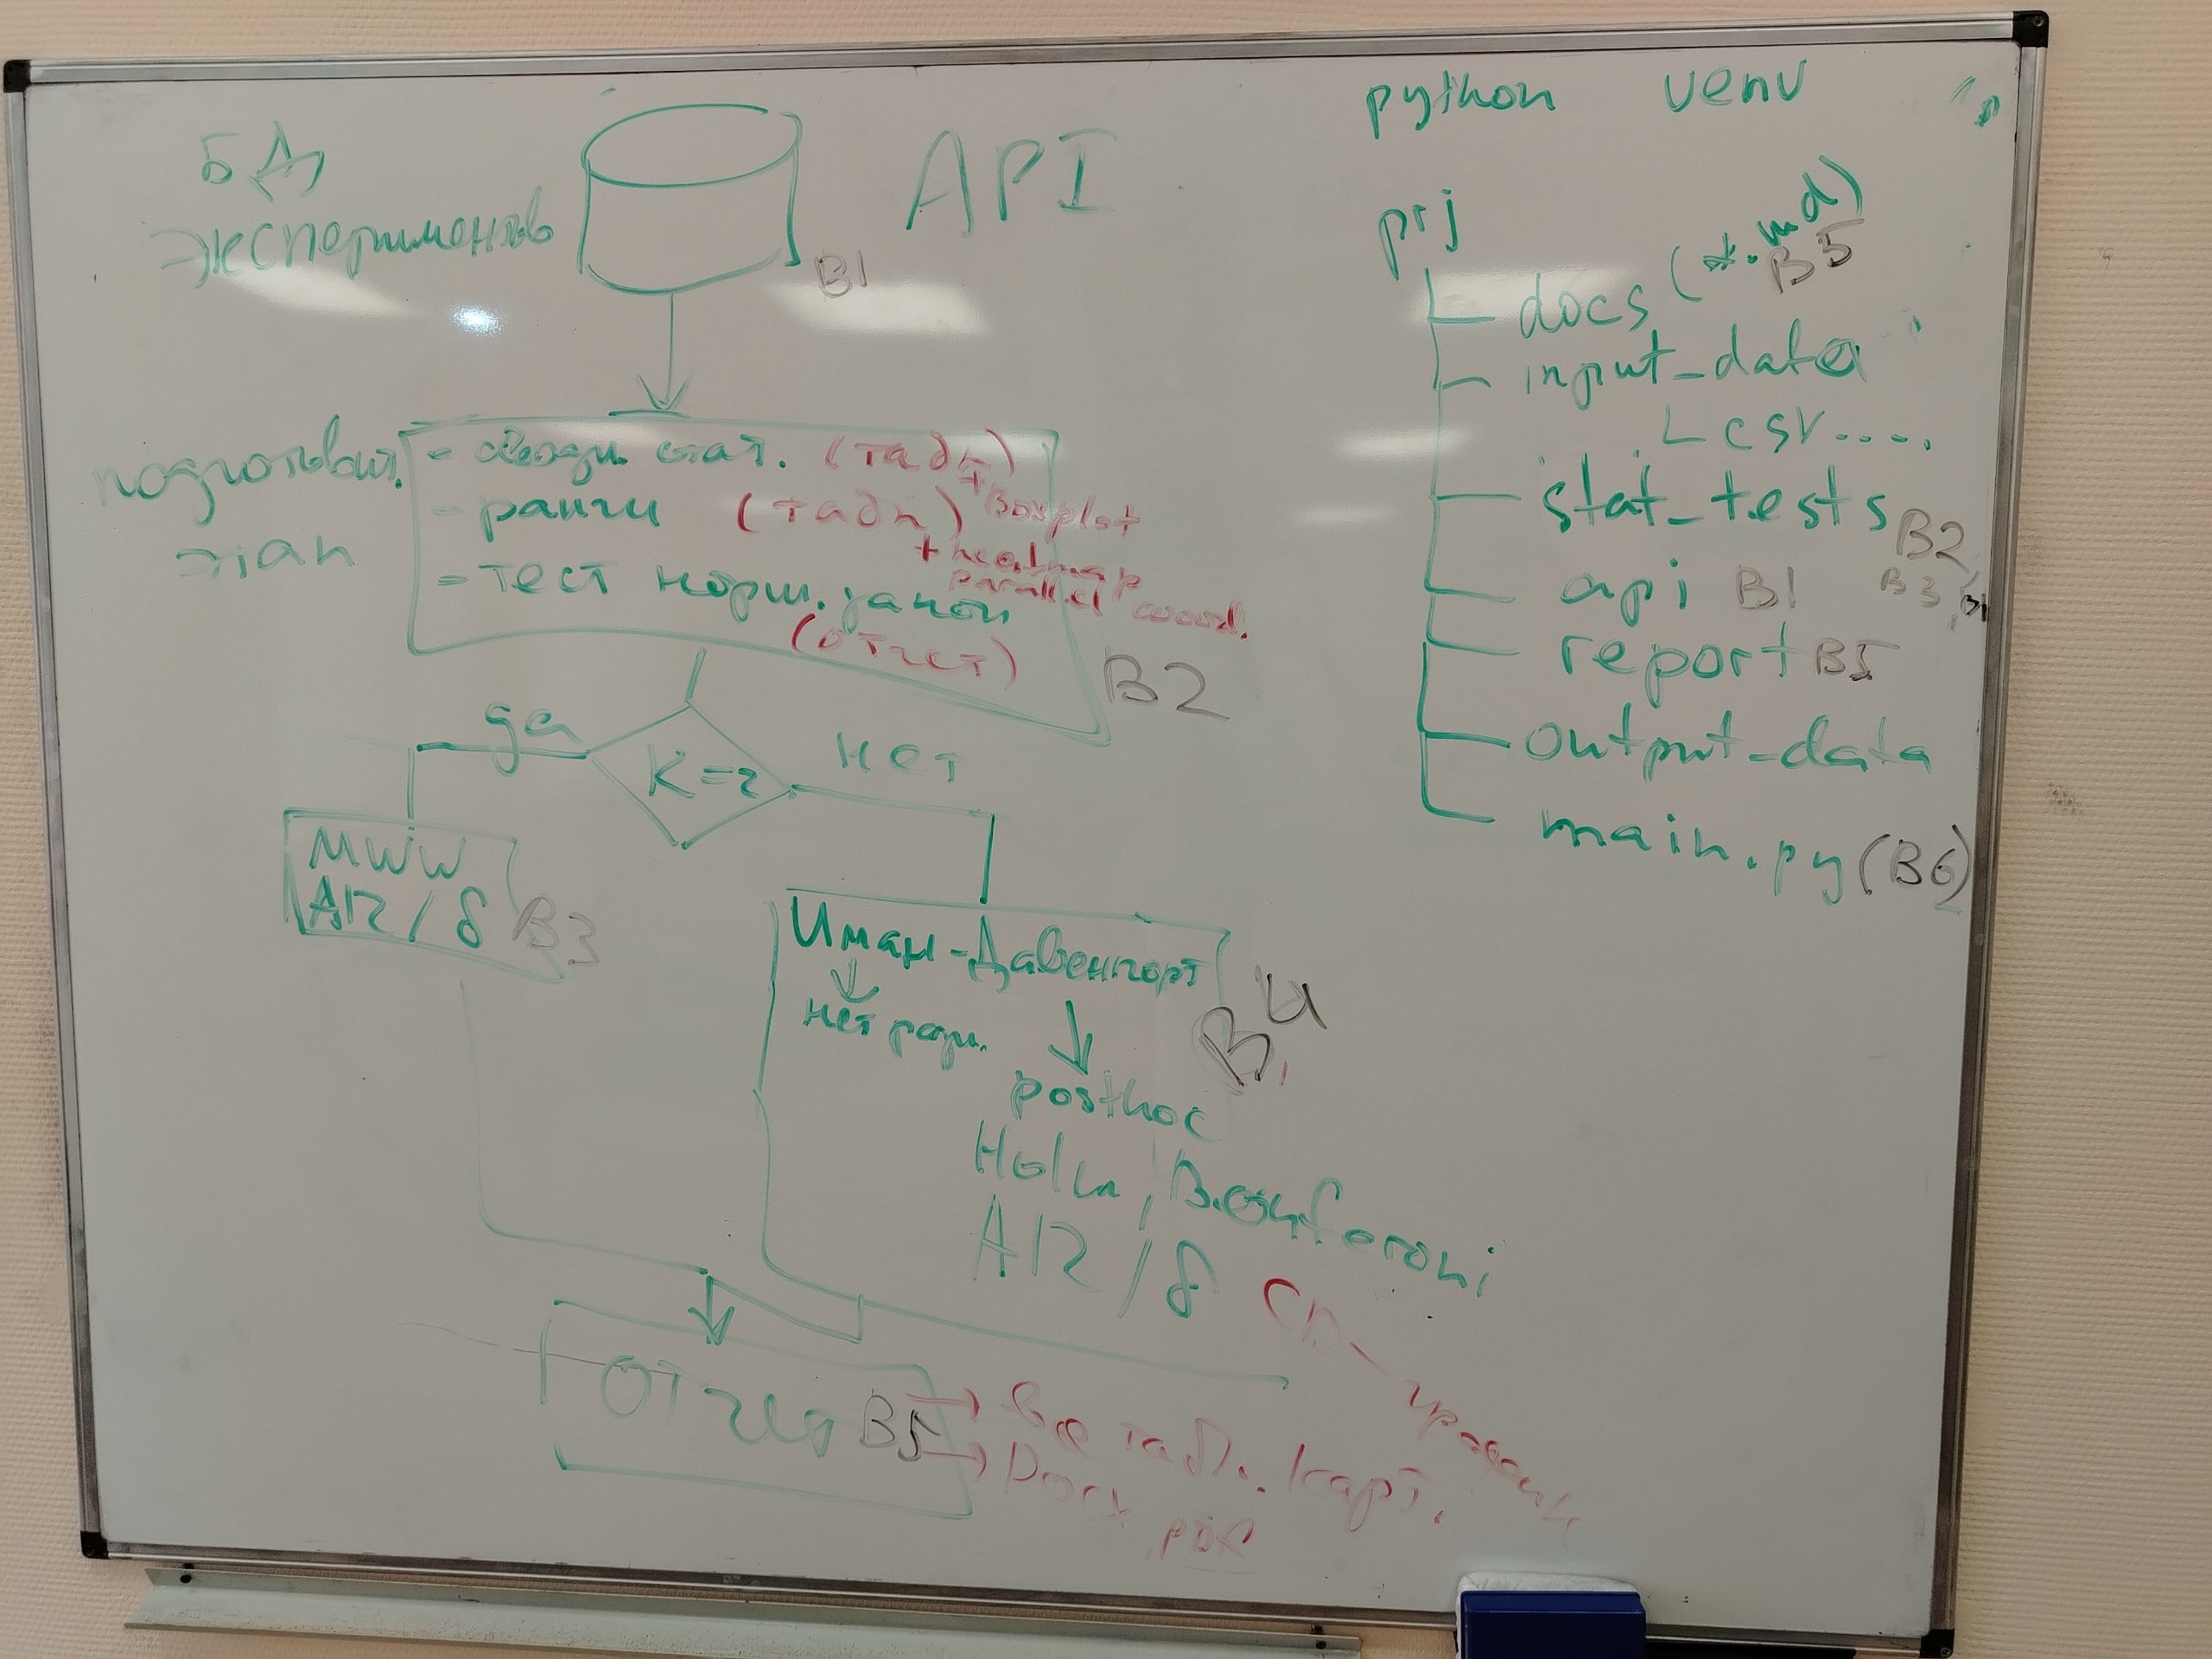 БД
экспериментов
API
B1
подготовит.
этап
- сводн. стат. (табл)
+ Boxplot
- ранги (табл)
+ heatmap
parallel coord.
- тест норм. закон
(отчет)
B2
да
K=2
нет
MWW
A12 / δ B3
Иман-Давенпорт
нет разл.
B4
posthoc
Holm, Bonferoni
A12 / δ
CD - уровни
Отчет B5
все табл. карт.
Docx
, pdf
python venv
prj
docs (*.md)
B5
input_data
csv....
stat_tests
B2,
B3,
api B1
report B5
output_data
main.py (B6)